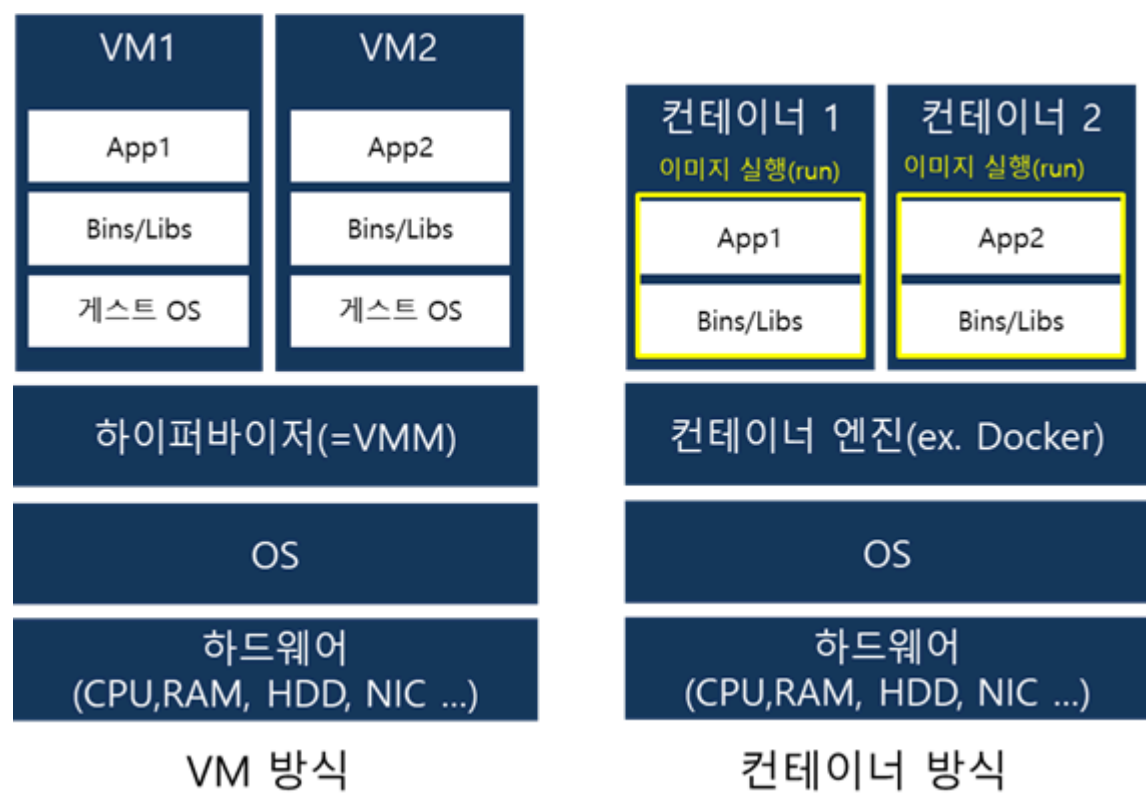 VM1
App1
Bins/Libs
게스트 OS
VM2
App2
Bins/Libs
게스트 OS
하이퍼바이저(=VMM)
OS
하드웨어
(CPU,RAM, HDD, NIC ...)
VM 방식
컨테이너 1
이미지 실행(run)
App1
Bins/Libs
컨테이너 2
이미지 실행(run)
App2
Bins/Libs
컨테이너 엔진(ex. Docker)
OS
하드웨어
(CPU,RAM, HDD, NIC ...)
컨테이너 방식